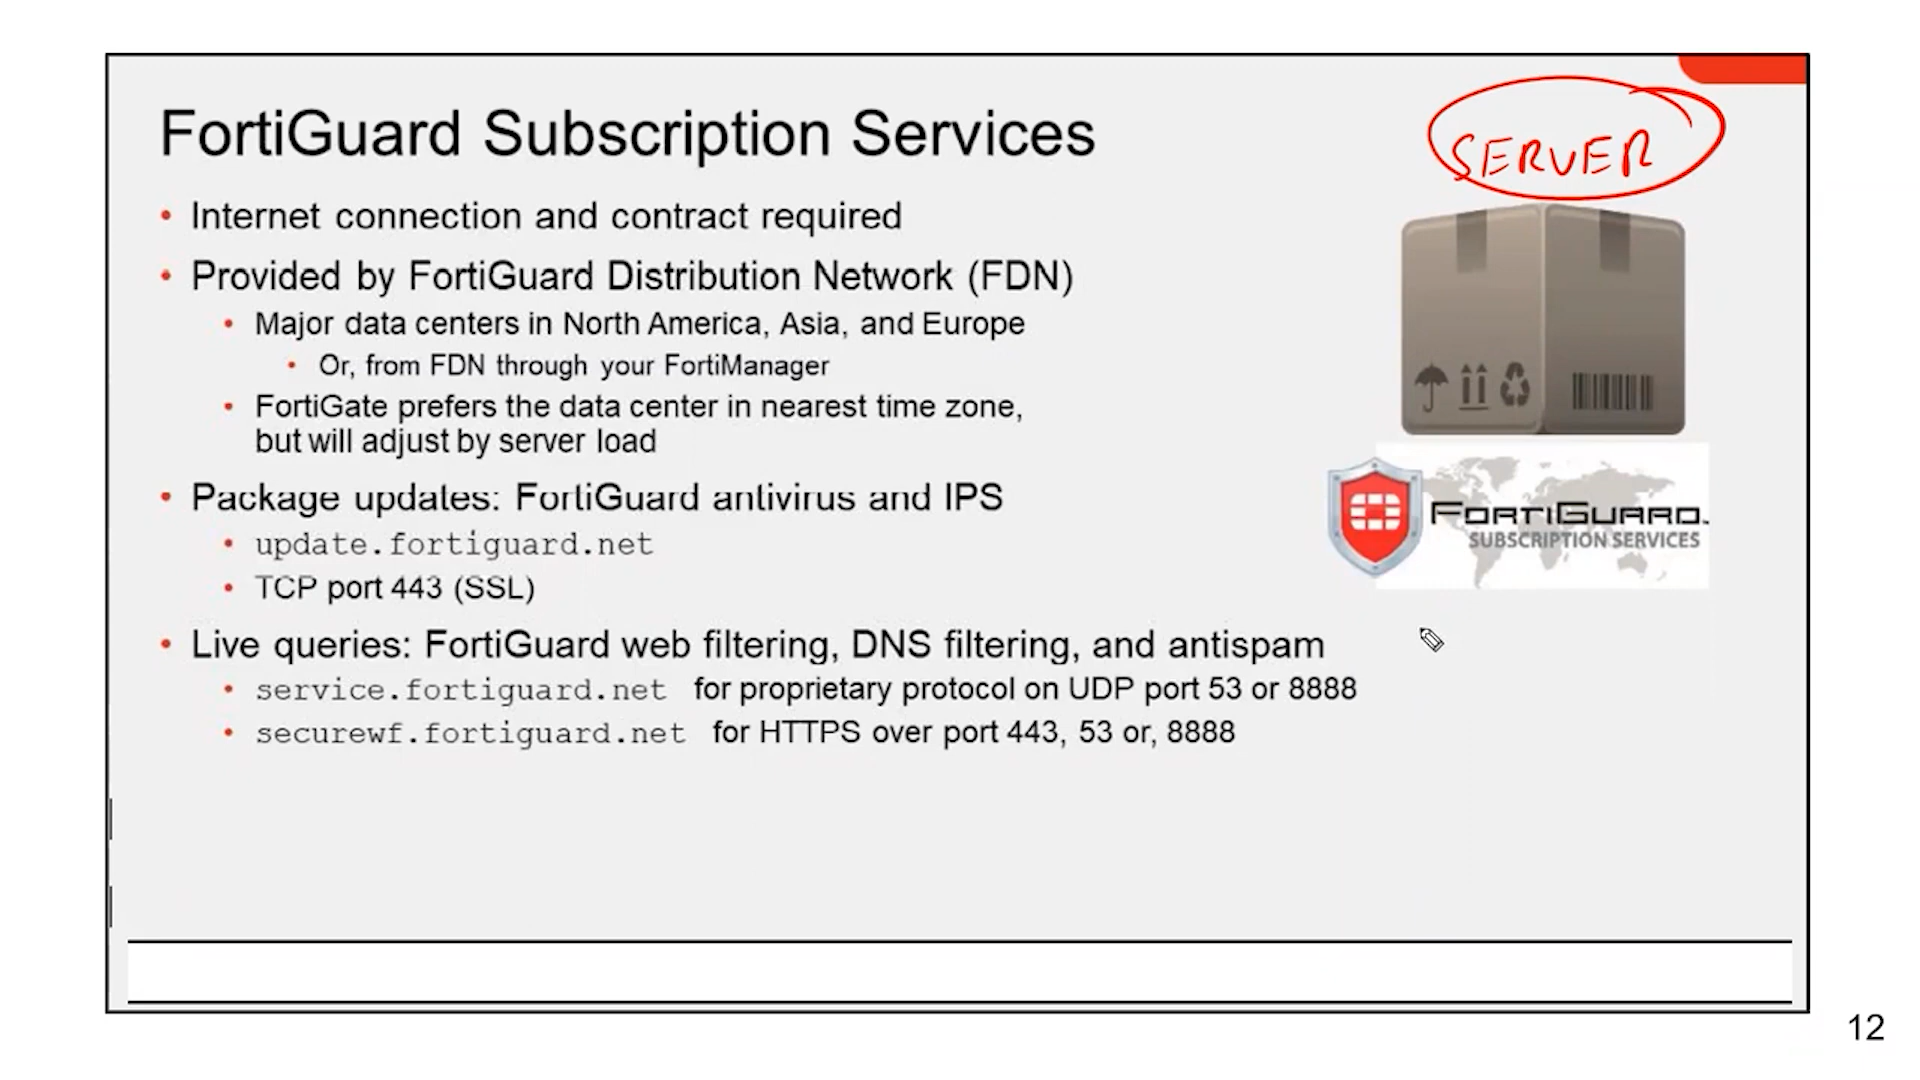 FortiGuard Subscription Services
SERVER
• Internet connection and contract required
• Provided by FortiGuard Distribution Network (FDN)
• Major data centers in North America, Asia, and Europe
• Or, from FDN through your FortiManager
• FortiGate prefers the data center in nearest time zone,
but will adjust by server load
• Package updates: FortiGuard antivirus and IPS
• update.fortiguard.net
• TCP port 443 (SSL)
FORTIGUARD.
SUBSCRIPTION SERVICES
• Live queries: FortiGuard web filtering, DNS filtering, and antispam
• service.fortiguard.net for proprietary protocol on UDP port 53 or 8888
• securewf.fortiguard.net for HTTPS over port 443, 53 or, 8888
12